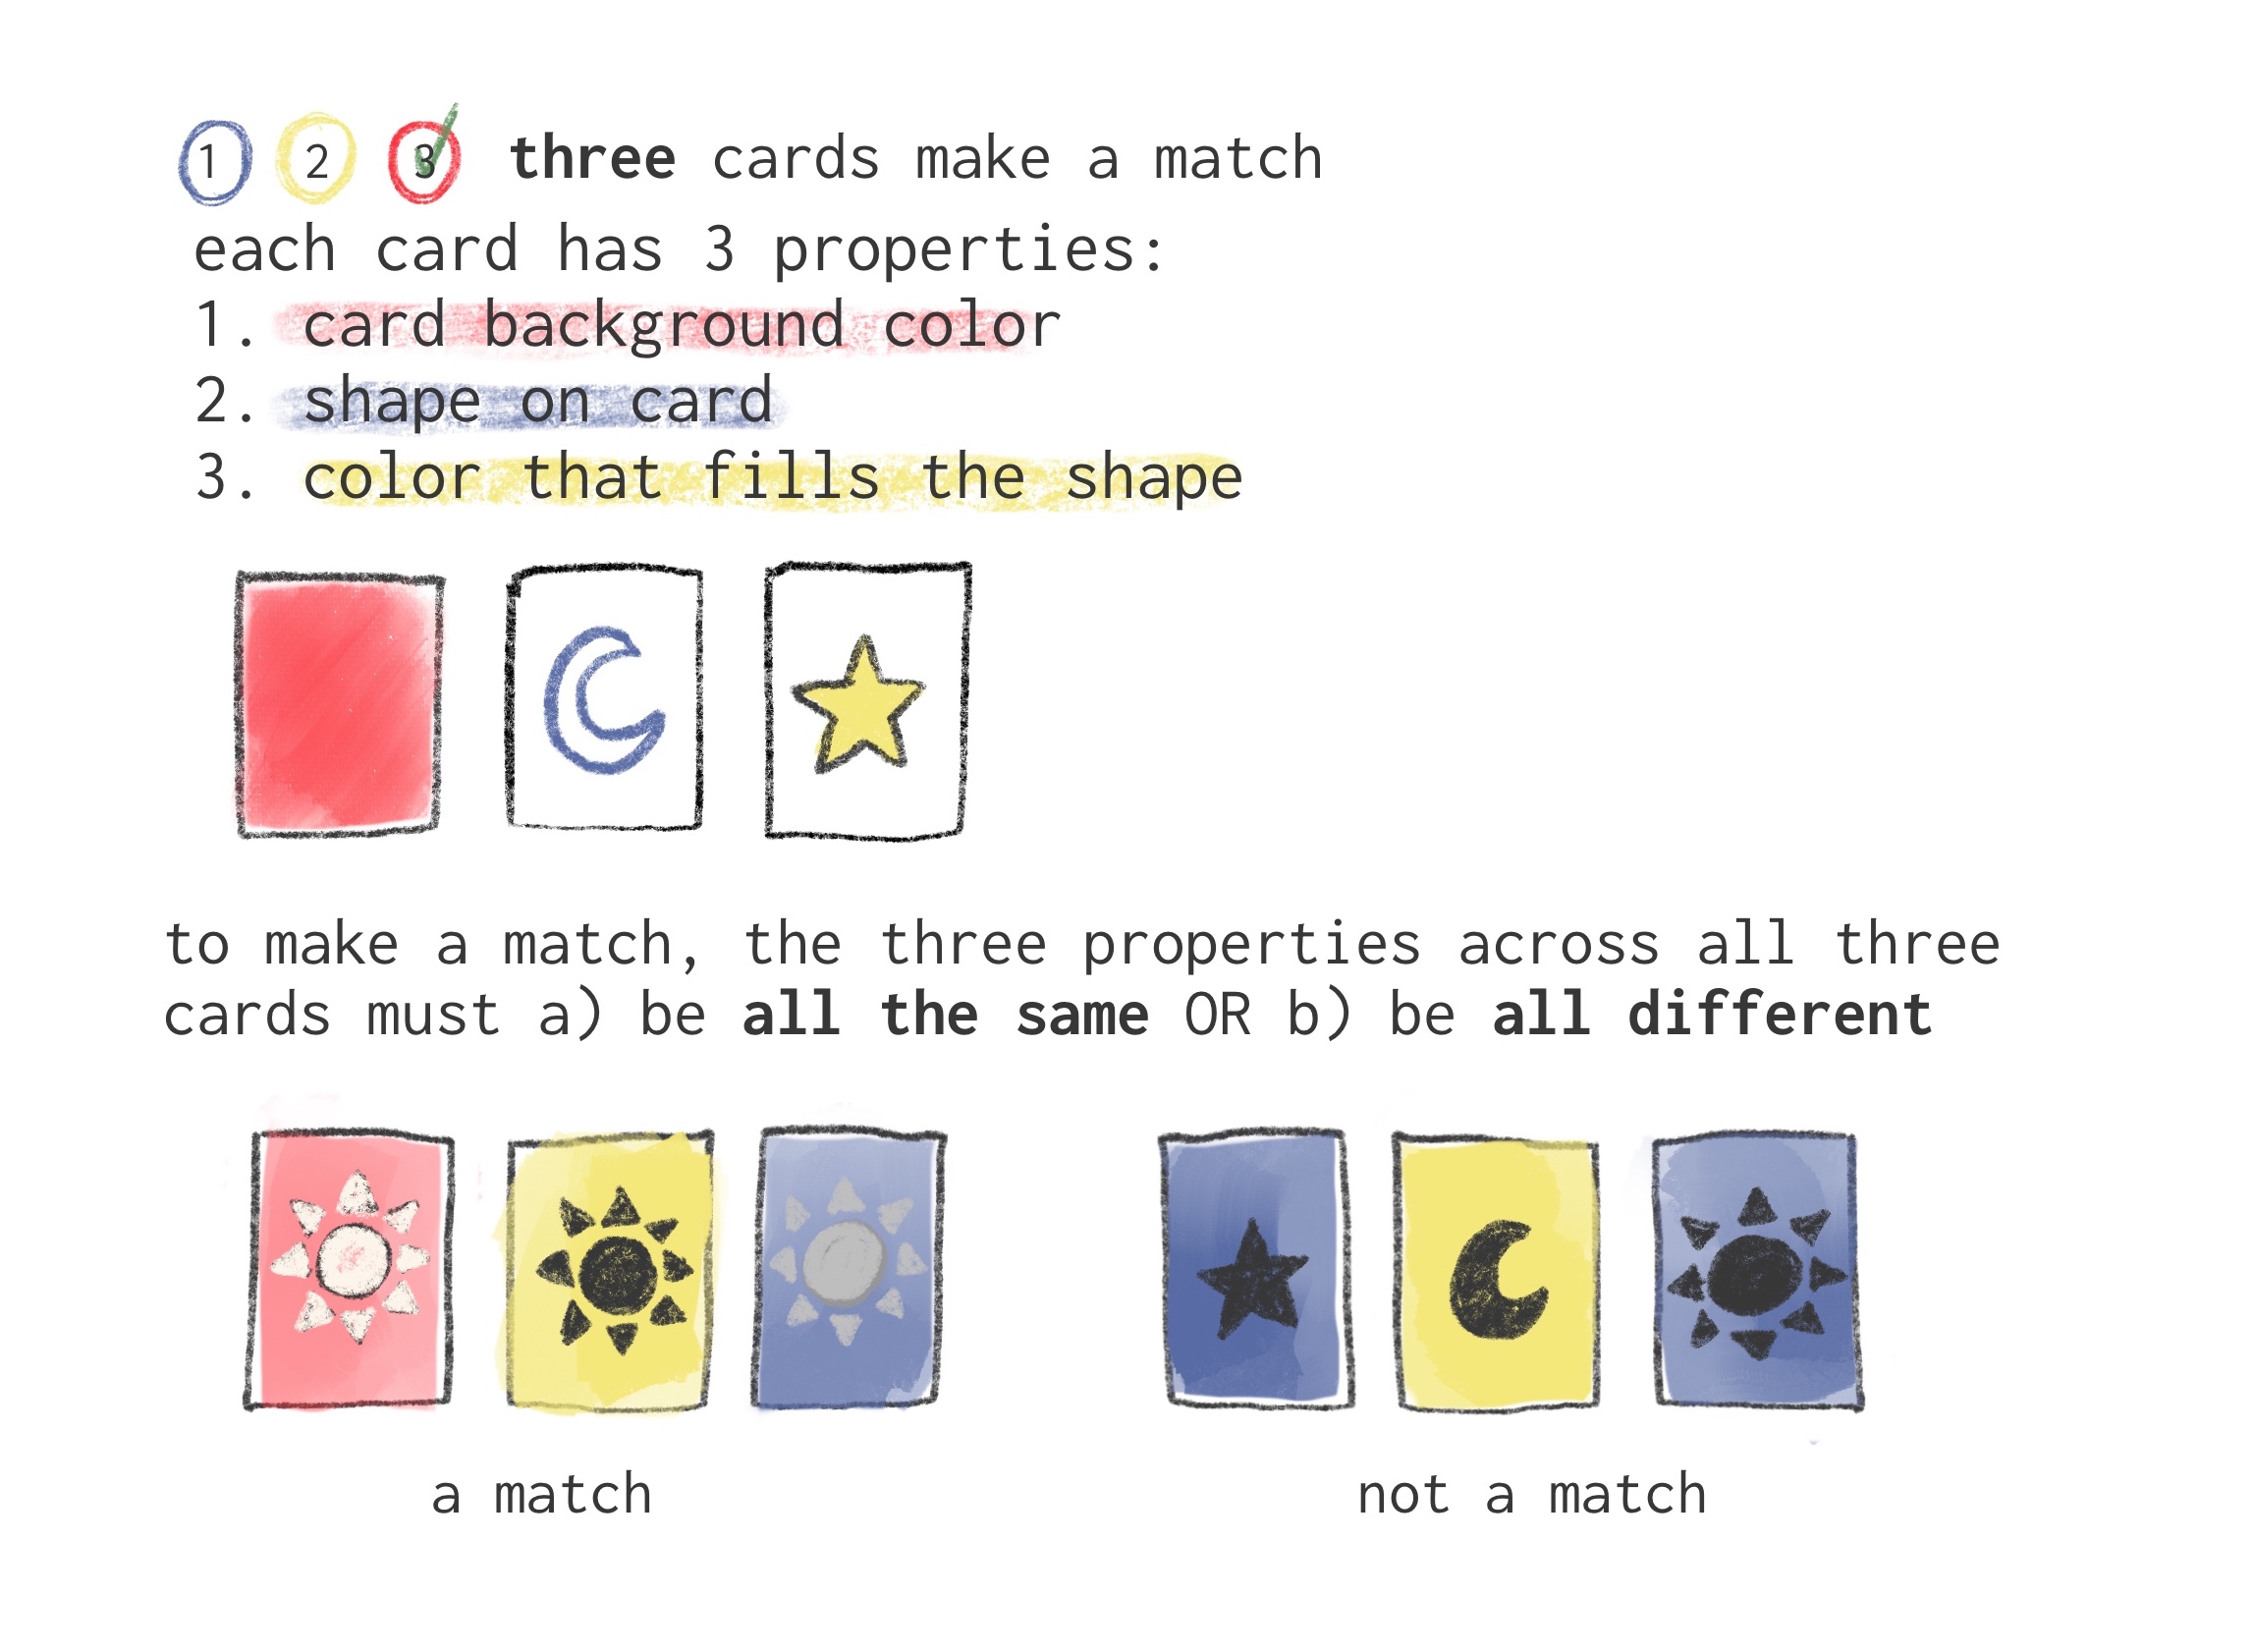 1 2 3 three cards make a match
each card has 3 properties:
1. card background color
2. shape on card
3. color that fills the shape
to make a match, the three properties across all three
cards must a) be all the same OR b) be all different
a match
not a match